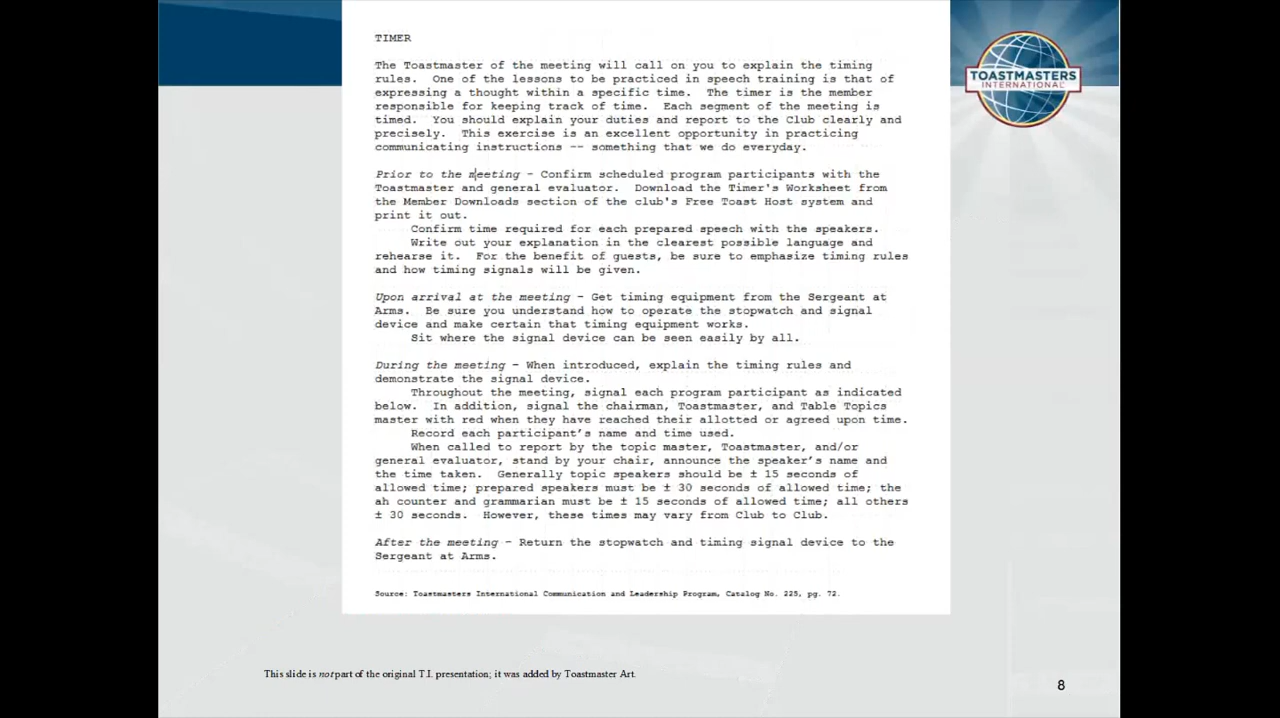 TIMER
The Toastmaster of the meeting will call on you to explain the timing
rules. One of the lessons to be practiced in speech training is that of
expressing a thought within a specific time. The timer is the member
responsible for keeping track of time. Each segment of the meeting is
timed. You should explain your duties and report to the Club clearly and
precisely. This exercise is an excellent opportunity in practicing
communicating instructions -- something that we do everyday.
Prior to the meeting - Confirm scheduled program participants with the
Toastmaster and general evaluator. Download the Timer's Worksheet from
the Member Downloads section of the club's Free Toast Host system and
print it out.
Confirm time required for each prepared speech with the speakers.
Write out your explanation in the clearest possible language and
rehearse it. For the benefit of guests, be sure to emphasize timing rules
and how timing signals will be given.
Upon arrival at the meeting - Get timing equipment from the Sergeant at
Arms. Be sure you understand how to operate the stopwatch and signal
device and make certain that timing equipment works.
Sit where the signal device can be seen easily by all.
During the meeting - When introduced, explain the timing rules and
demonstrate the signal device.
Throughout the meeting, signal each program participant as indicated
below. In addition, signal the chairman, Toastmaster, and Table Topics
master with red when they have reached their allotted or agreed upon time.
Record each participant's name and time used.
When called to report by the topic master, Toastmaster, and/or
general evaluator, stand by your chair, announce the speaker's name and
the time taken. Generally topic speakers should be ± 15 seconds of
allowed time; prepared speakers must be ± 30 seconds of allowed time; the
ah counter and grammarian must be ± 15 seconds of allowed time; all others
± 30 seconds. However, these times may vary from Club to Club.
After the meeting - Return the stopwatch and timing signal device to the
Sergeant at Arms.
Source: Toastmasters International Communication and Leadership Program, Catalog No. 225, pg. 72.
TOASTMASTERS
INTERNATIONAL
This slide is not part of the original T.I. presentation; it was added by Toastmaster Art.
8